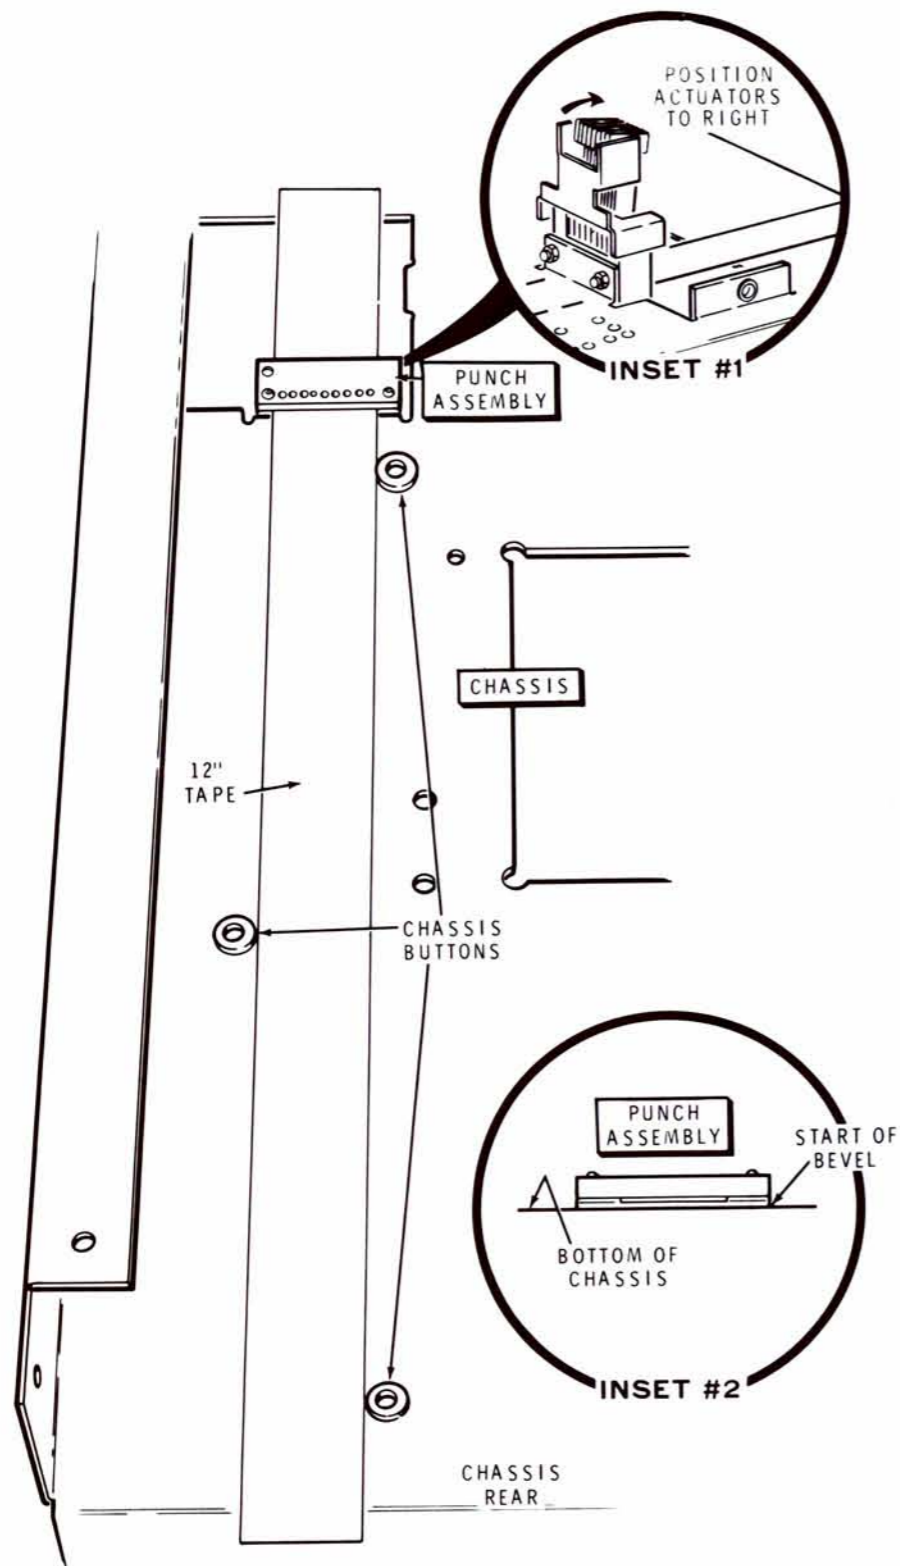 POSITION
ACTUATORS
TO RIGHT
INSET #1
PUNCH
ASSEMBLY
CHASSIS
12"
TAPE
CHASSIS
BUTTONS
PUNCH
ASSEMBLY
START OF
BEVEL
BOTTOM OF
CHASSIS
INSET #2
CHASSIS
REAR